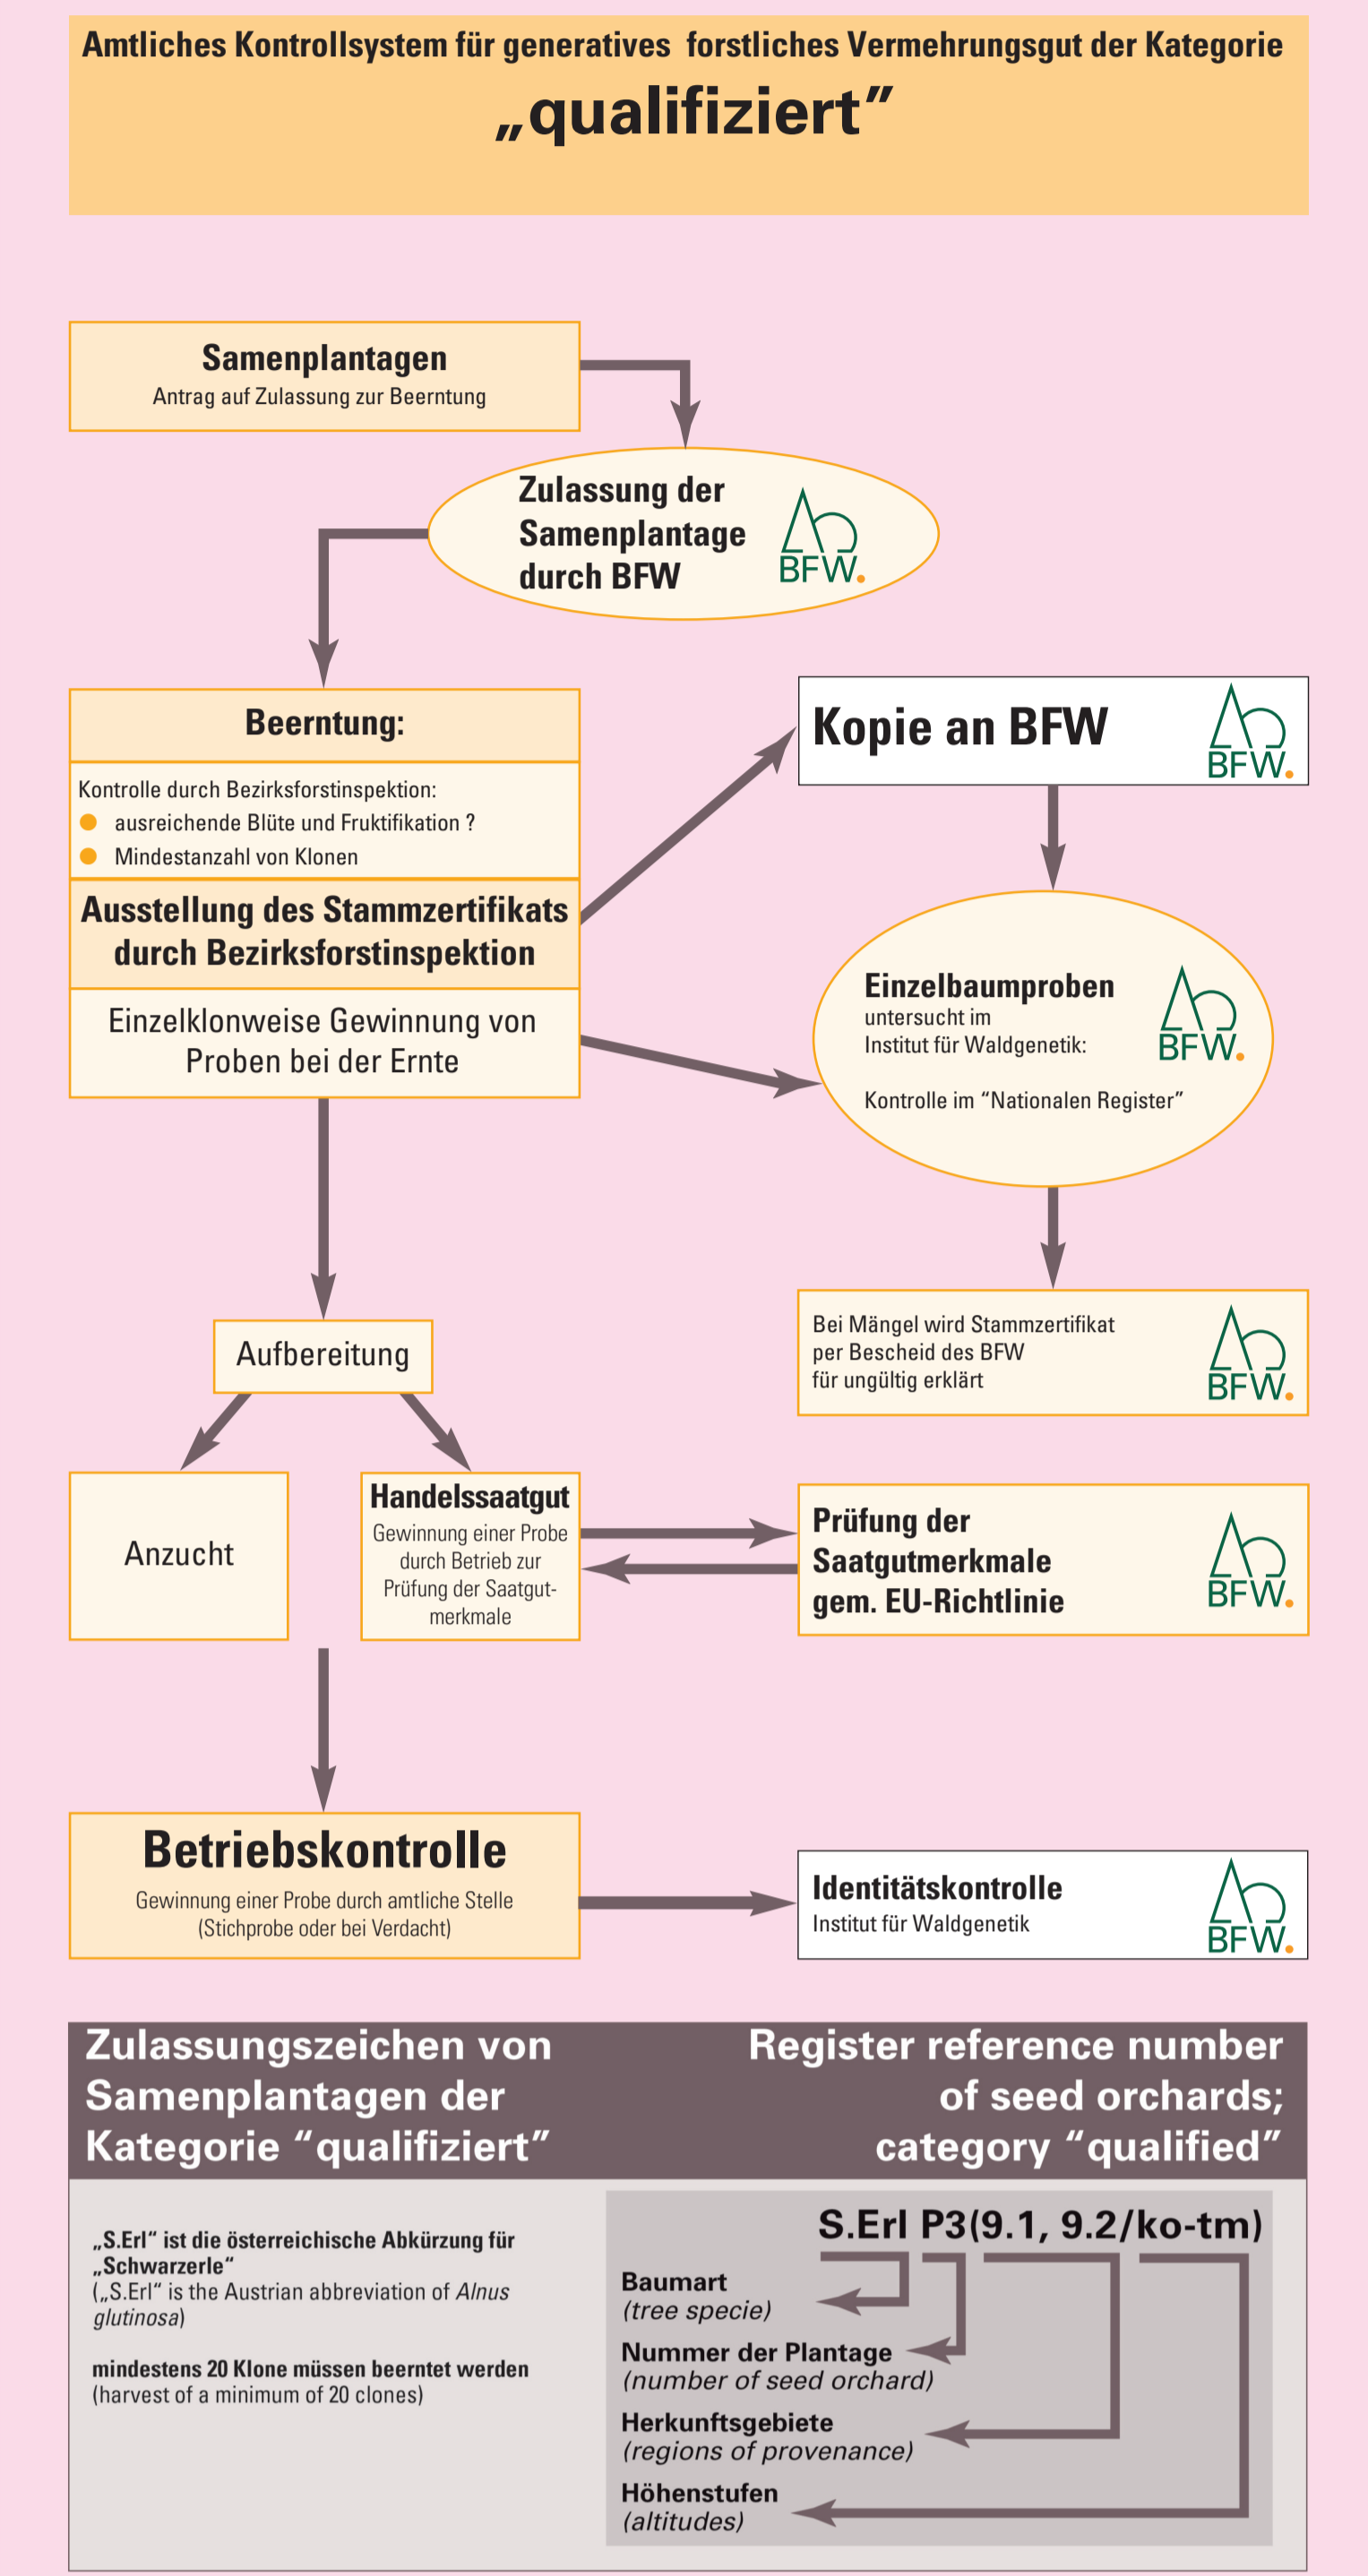 Amtliches Kontrollsystem für generatives forstliches Vermehrungsgut der Kategorie
„qualifiziert”
Samenplantagen
Antrag auf Zulassung zur Beerntung
Zulassung der
Samenplantage
durch BFW
BFW.
Beerntung:
Kontrolle durch Bezirksforstinspektion:
ausreichende Blüte und Fruktifikation ?
Mindestanzahl von Klonen
Ausstellung des Stammzertifikats
durch Bezirksforstinspektion
Einzelklonweise Gewinnung von
Proben bei der Ernte
Kopie an BFW
BFW.
Einzelbaumproben
untersucht im
Institut für Waldgenetik:
Kontrolle im “Nationalen Register”
BFW.
Bei Mängel wird Stammzertifikat
per Bescheid des BFW
für ungültig erklärt
BFW.
Aufbereitung
Anzucht
Handelssaatgut
Gewinnung einer Probe
durch Betrieb zur
Prüfung der Saatgut-
merkmale
Prüfung der
Saatgutmerkmale
gem. EU-Richtlinie
BFW.
Betriebskontrolle
Gewinnung einer Probe durch amtliche Stelle
(Stichprobe oder bei Verdacht)
Identitätskontrolle
Institut für Waldgenetik
BFW.
Zulassungszeichen von
Samenplantagen der
Kategorie “qualifiziert”
Register reference number
of seed orchards;
category “qualified”
„S.Erl“ ist die österreichische Abkürzung für
„Schwarzerle“
(„S.Erl“ is the Austrian abbreviation of Alnus
glutinosa)
mindestens 20 Klone müssen beerntet werden
(harvest of a minimum of 20 clones)
S.Erl P3(9.1, 9.2/ko-tm)
Baumart
(tree specie)
Nummer der Plantage
(number of seed orchard)
Herkunftsgebiete
(regions of provenance)
Höhenstufen
(altitudes)